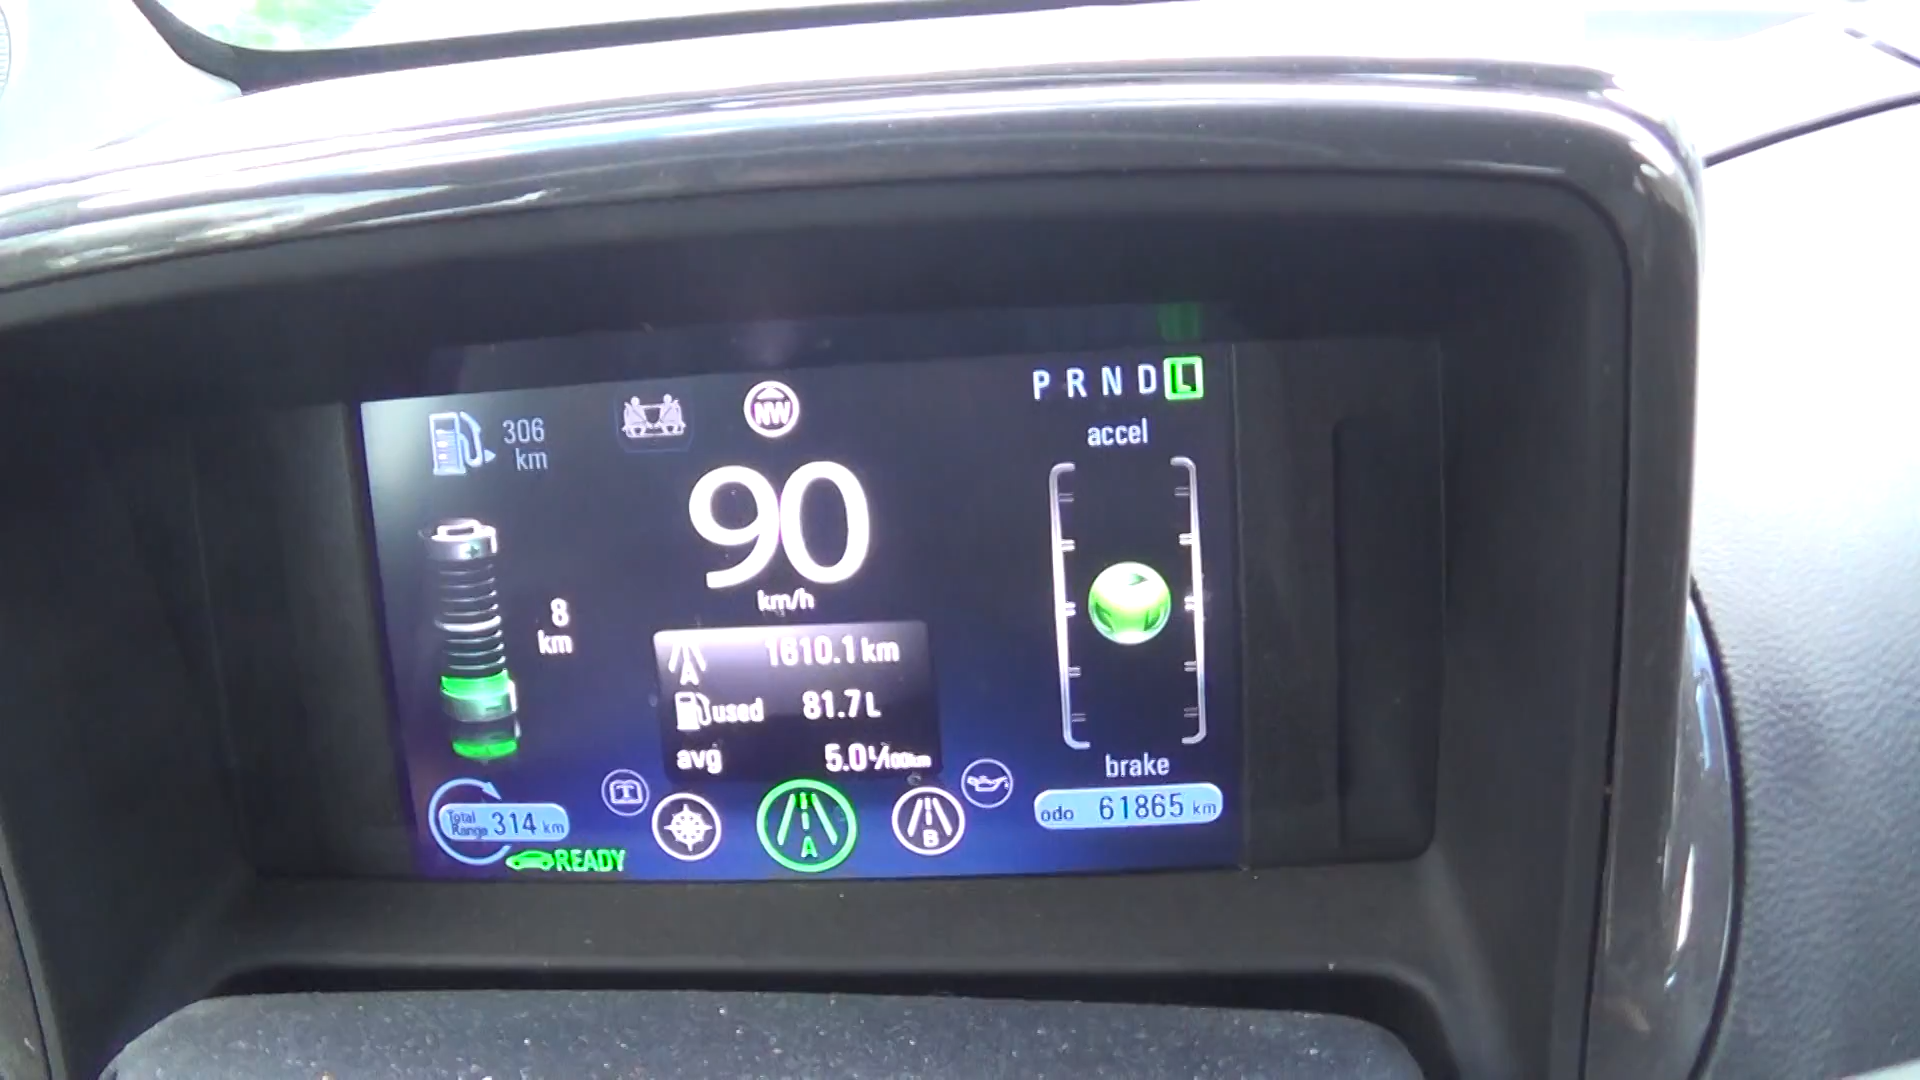 306
km
NW
P R N D L
accel
90
km/h
8
km
A
1610.1 km
used 81.7 L
avg 5.0 l/100km
brake
Total
Range 314 km
READY
A
B
odo 61865 km